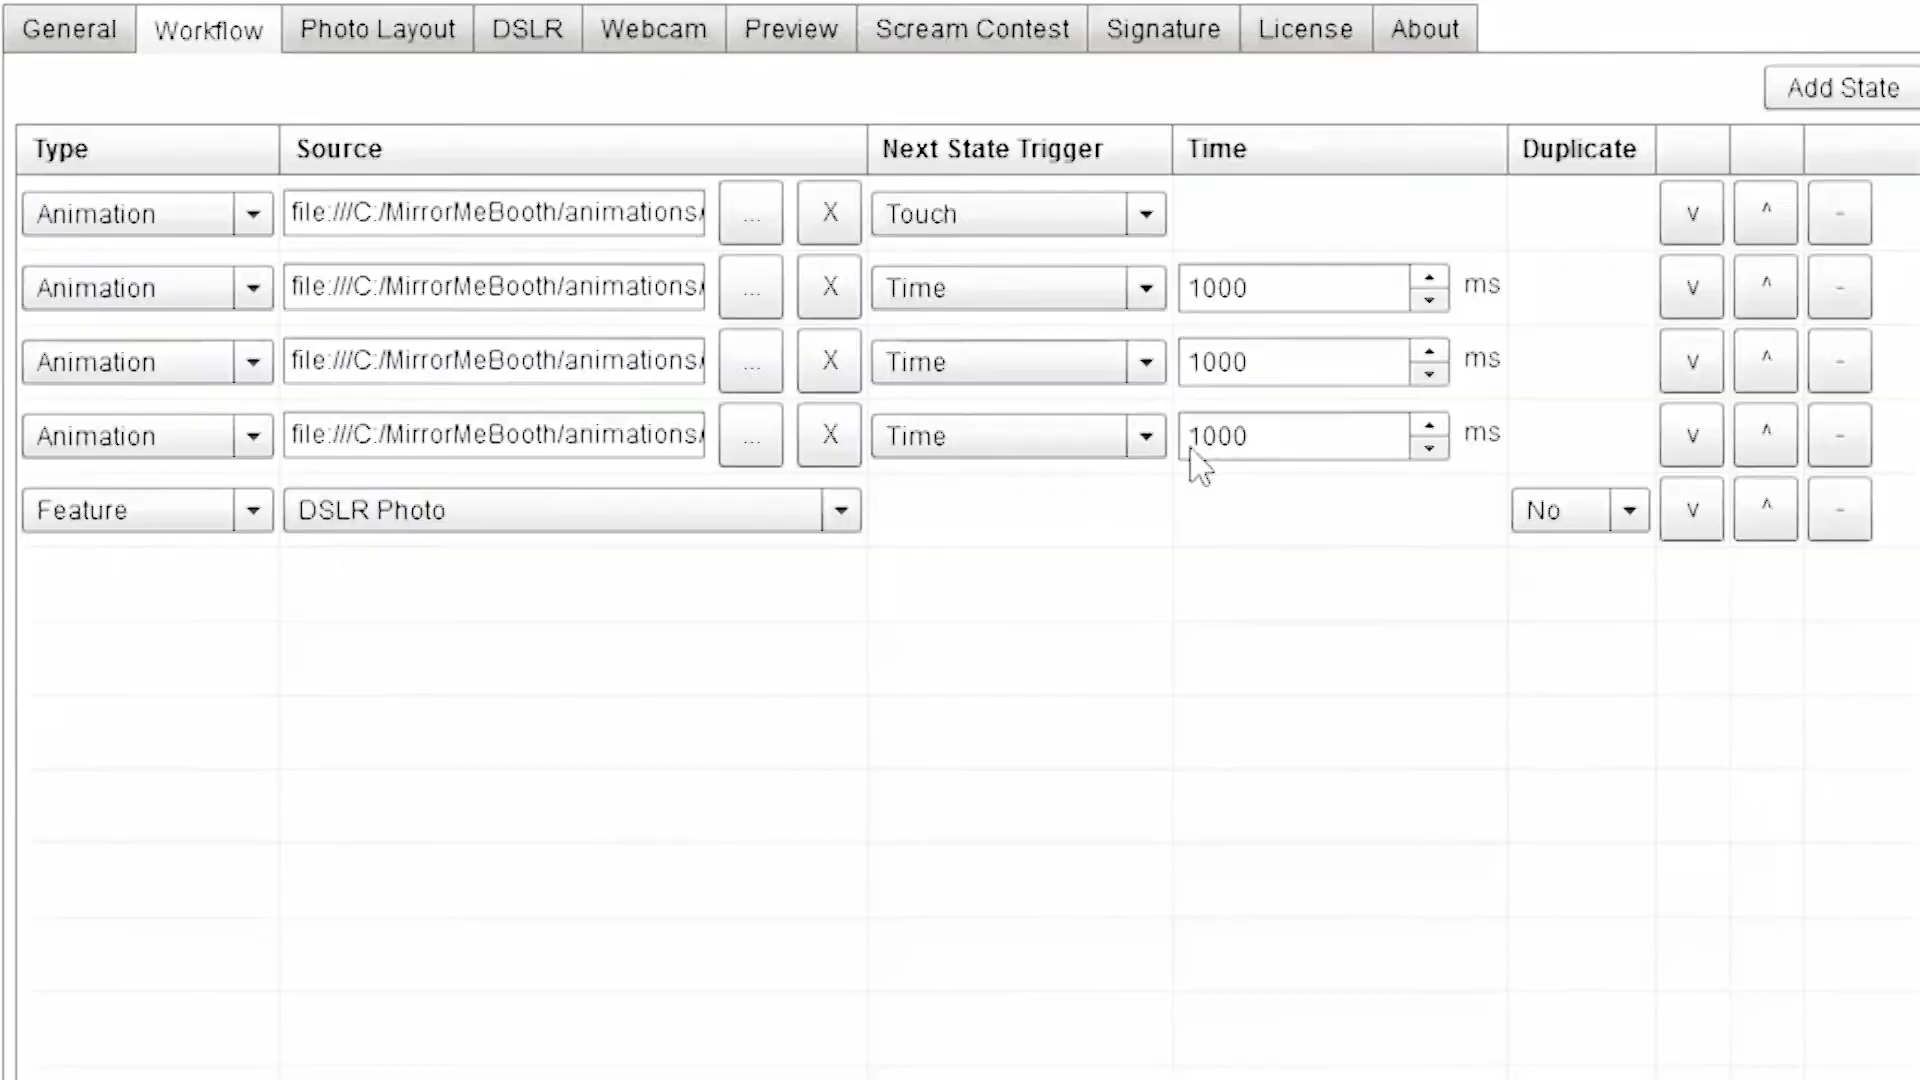 General Workflow Photo Layout DSLR Webcam Preview Scream Contest Signature License About
Add State
Type Source Next State Trigger Time Duplicate
Animation file:///C:/MirrorMeBooth/animations/ ... X Touch v ^ -
Animation file:///C:/MirrorMeBooth/animations/ ... X Time 1000 ms v ^ -
Animation file:///C:/MirrorMeBooth/animations/ ... X Time 1000 ms v ^ -
Animation file:///C:/MirrorMeBooth/animations/ ... X Time 1000 ms v ^ -
Feature DSLR Photo No v ^ -